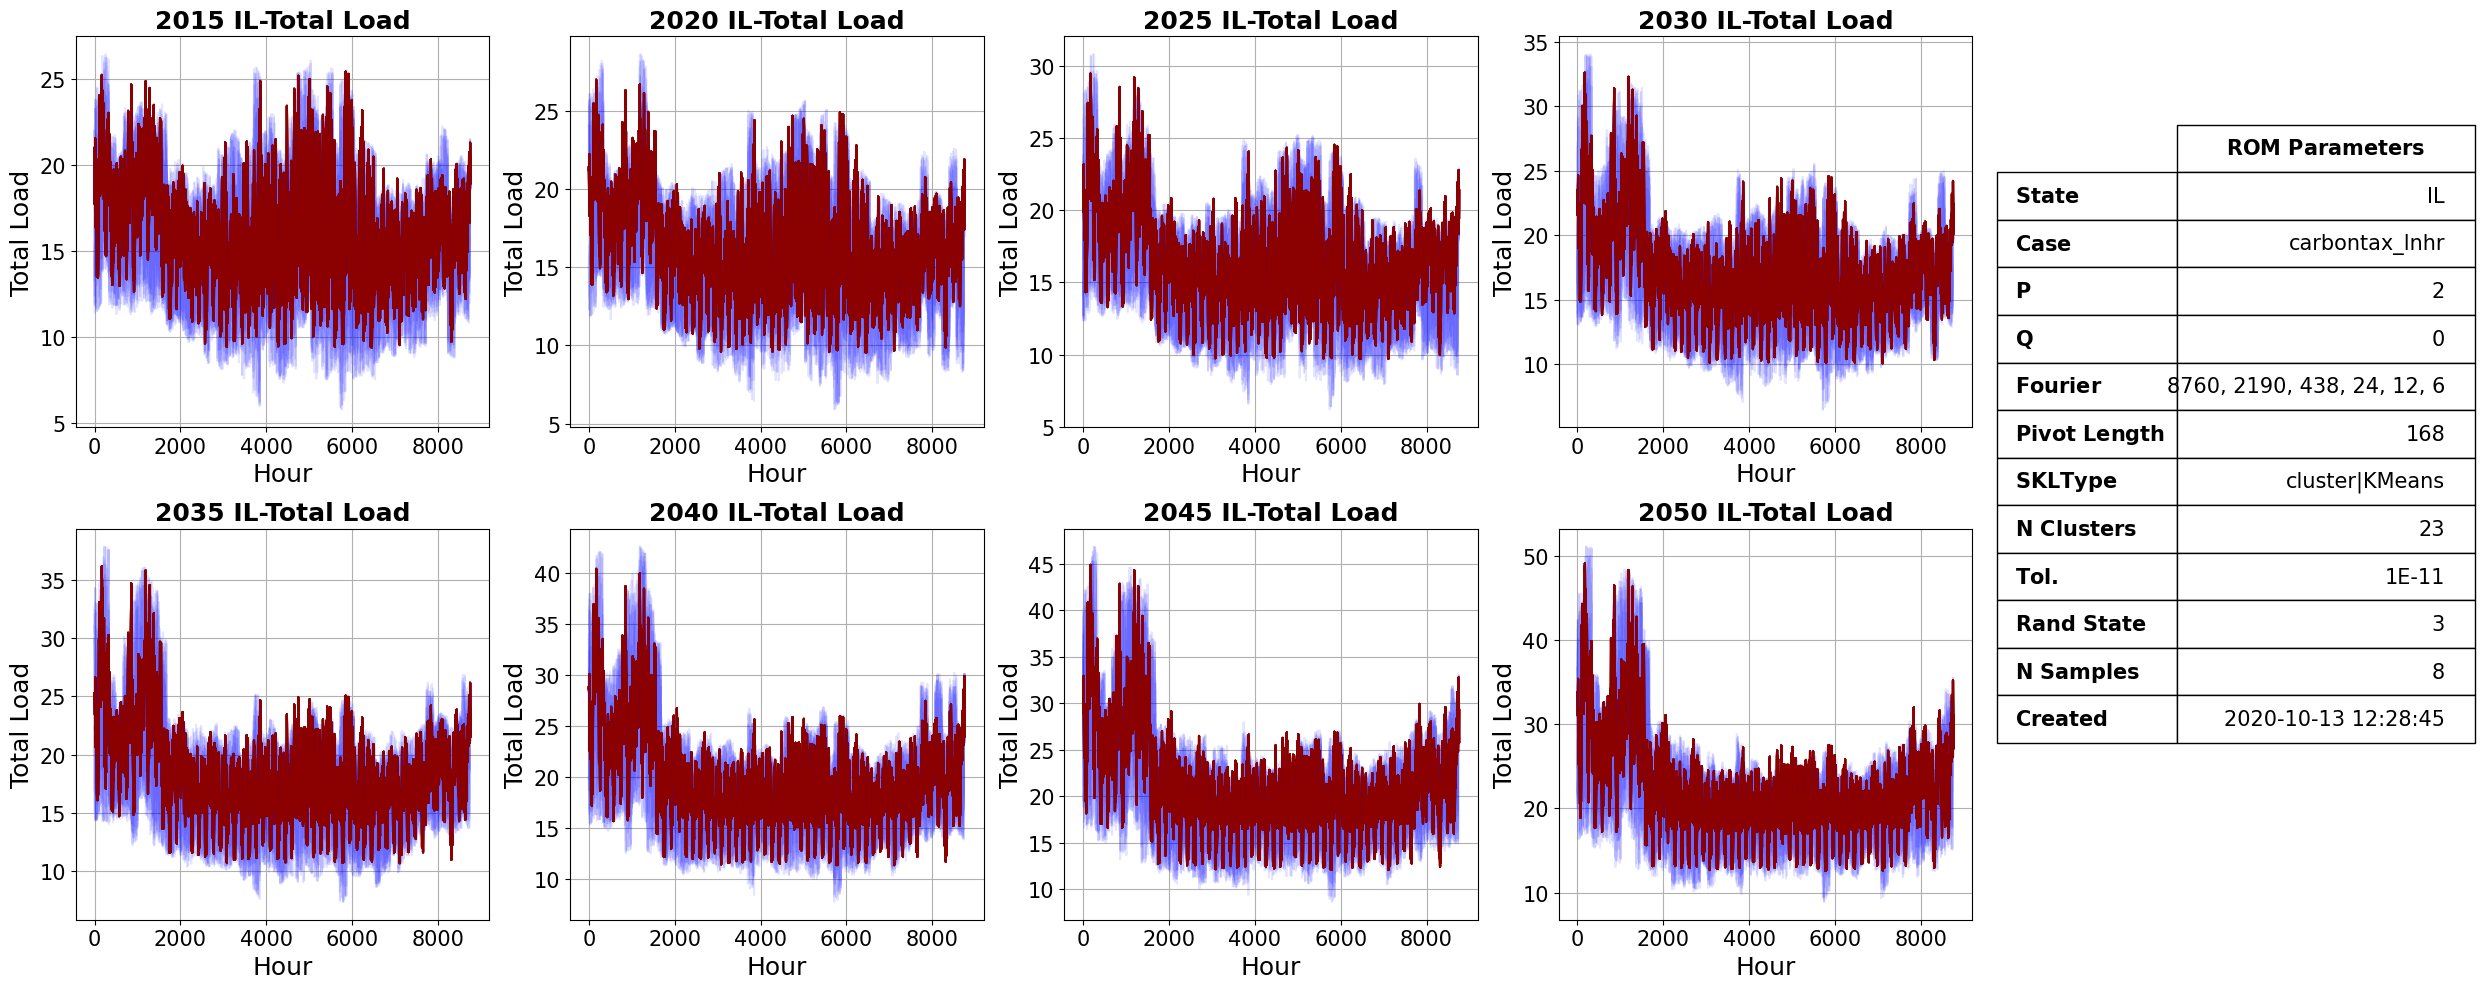 2015 IL-Total Load
25
20
15
10
5
Total Load
0 2000 4000 6000 8000
Hour
2020 IL-Total Load
25
20
15
10
5
Total Load
0 2000 4000 6000 8000
Hour
2025 IL-Total Load
30
25
20
15
10
5
Total Load
0 2000 4000 6000 8000
Hour
2030 IL-Total Load
35
30
25
20
15
10
Total Load
0 2000 4000 6000 8000
Hour
2035 IL-Total Load
35
30
25
20
15
10
Total Load
0 2000 4000 6000 8000
Hour
2040 IL-Total Load
40
35
30
25
20
15
10
Total Load
0 2000 4000 6000 8000
Hour
2045 IL-Total Load
45
40
35
30
25
20
15
10
Total Load
0 2000 4000 6000 8000
Hour
2050 IL-Total Load
50
40
30
20
10
Total Load
0 2000 4000 6000 8000
Hour
ROM Parameters
State IL
Case carbontax_lnhr
P 2
Q 0
Fourier 8760, 2190, 438, 24, 12, 6
Pivot Length 168
SKLType cluster|KMeans
N Clusters 23
Tol. 1E-11
Rand State 3
N Samples 8
Created 2020-10-13 12:28:45